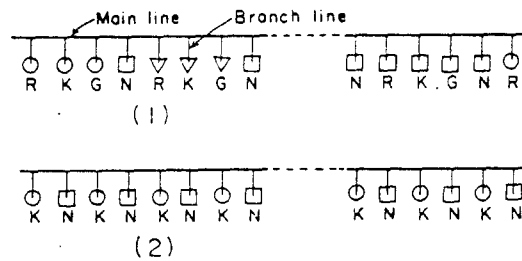 Main line Branch line
R K G N R K G N N R K G N R
(1)
K N K N K N K N K N K N K N
(2)